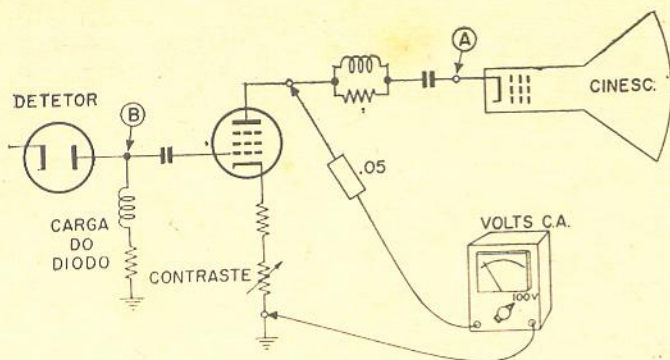 A
DETETOR
B
CINESC.
.05
CARGA
DO
DIODO
CONTRASTE
VOLTS C.A.
100V